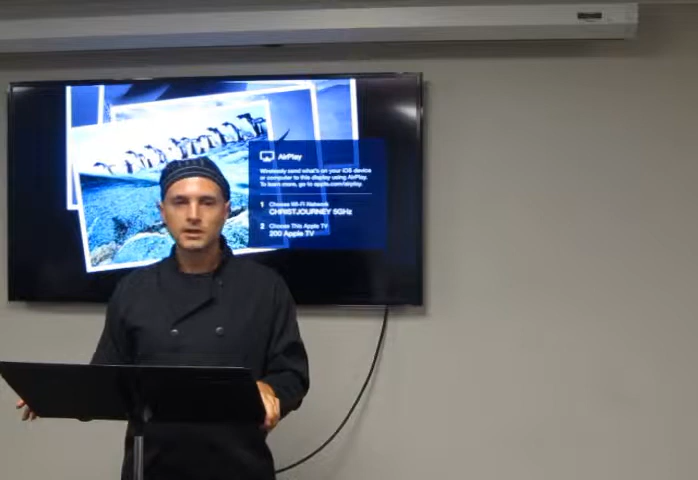 AirPlay
Wirelessly send what's on your iOS device
or computer to this display using AirPlay.
To learn more, go to apple.com/airplay.
1 Choose Wi-Fi Network
CHRISTJOURNEY 5GHz
2 Choose This Apple TV
200 Apple TV